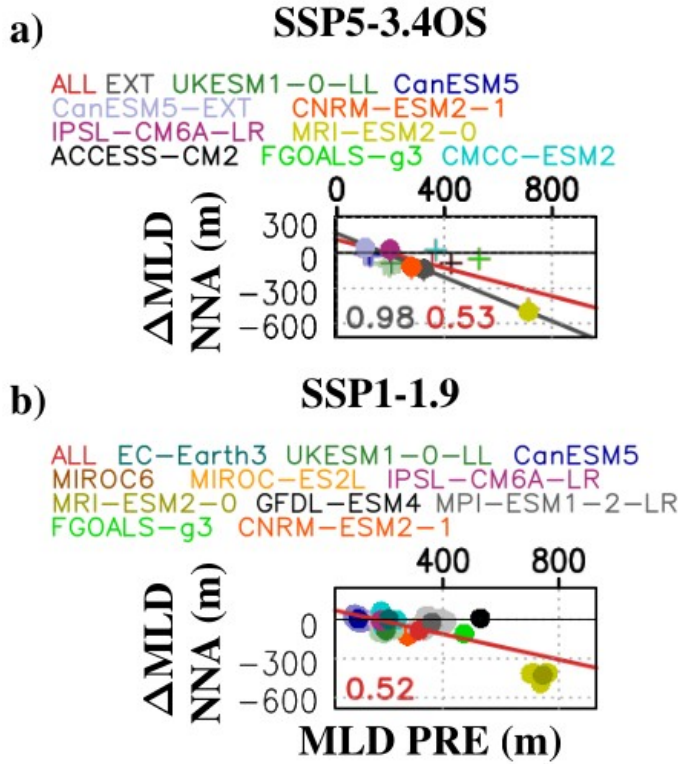 a) SSP5-3.4OS
ALL EXT UKESM1-0-LL CanESM5
CanESM5-EXT CNRM-ESM2-1
IPSL-CM6A-LR MRI-ESM2-0
ACCESS-CM2 FGOALS-g3 CMCC-ESM2
0 400 800
ΔMLD
NNA (m)
300
0
-300
-600
0.98 0.53
b) SSP1-1.9
ALL EC-Earth3 UKESM1-0-LL CanESM5
MIROC6 MIROC-ES2L IPSL-CM6A-LR
MRI-ESM2-0 GFDL-ESM4 MPI-ESM1-2-LR
FGOALS-g3 CNRM-ESM2-1
400 800
ΔMLD
NNA (m)
0
-300
-600
0.52
MLD PRE (m)